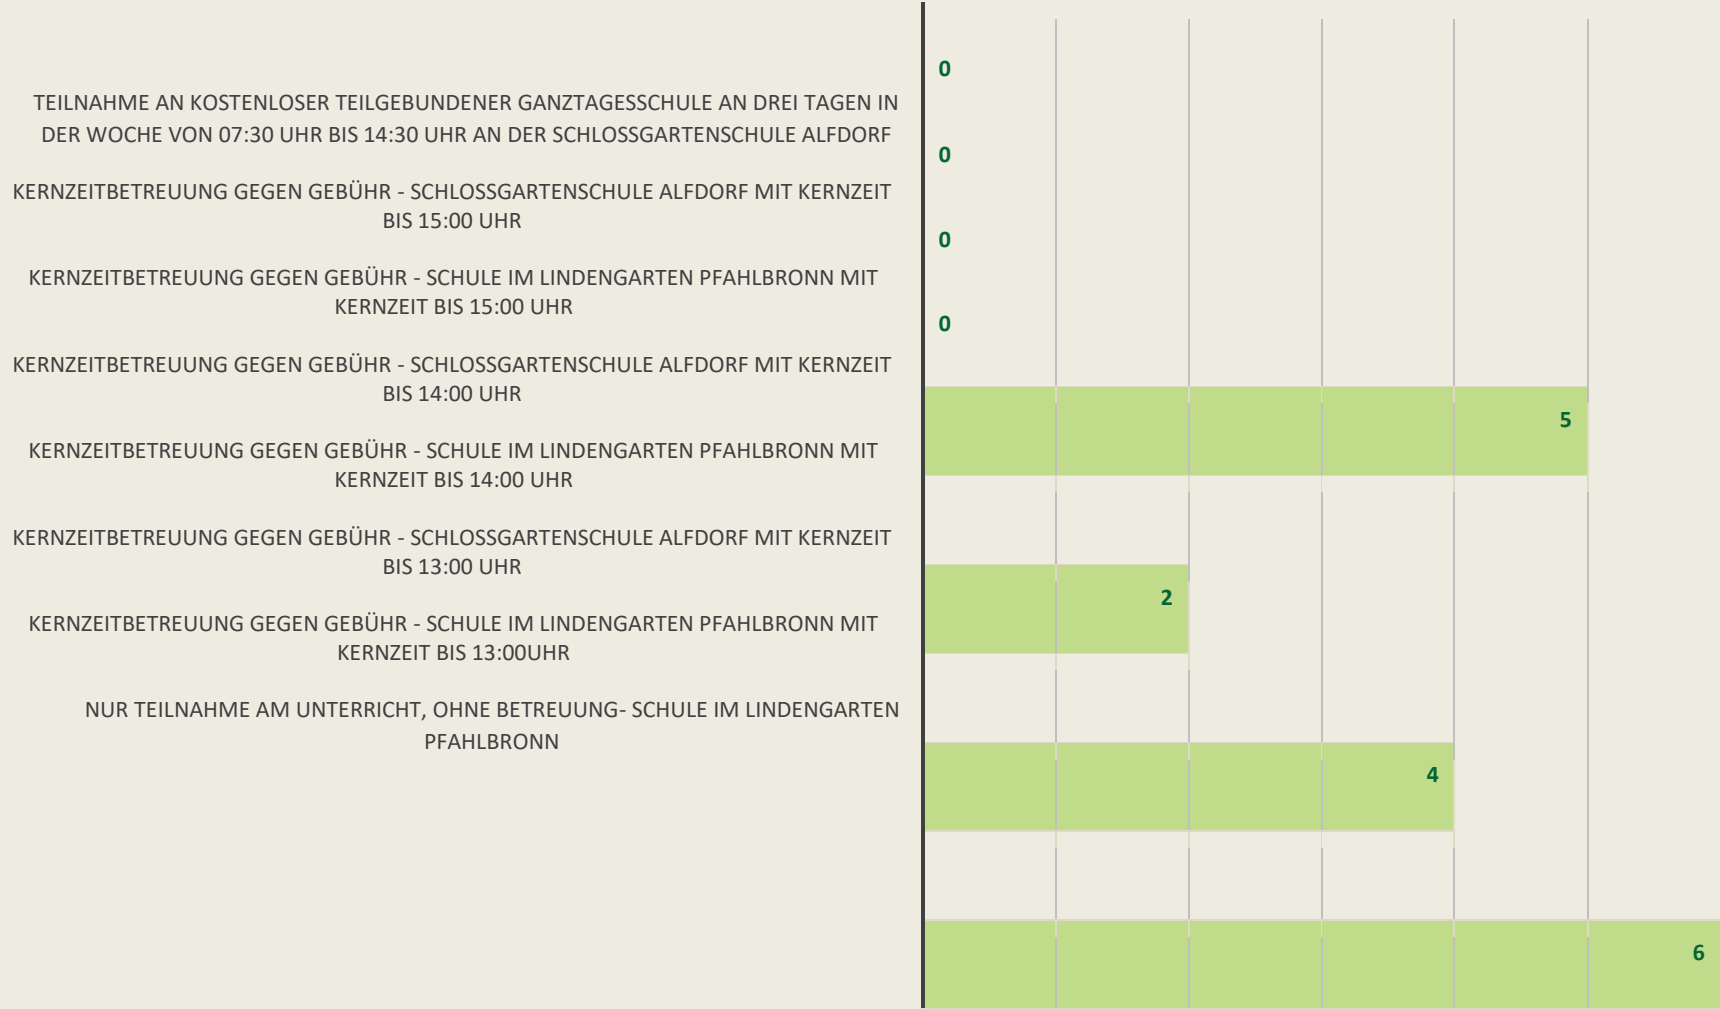 TEILNAHME AN KOSTENLOSER TEILGEBUNDENER GANZTAGESSCHULE AN DREI TAGEN IN
DER WOCHE VON 07:30 UHR BIS 14:30 UHR AN DER SCHLOSSGARTENSCHULE ALFDORF
KERNZEITBETREUUNG GEGEN GEBÜHR - SCHLOSSGARTENSCHULE ALFDORF MIT KERNZEIT
BIS 15:00 UHR
KERNZEITBETREUUNG GEGEN GEBÜHR - SCHULE IM LINDENGARTEN PFAHLBRONN MIT
KERNZEIT BIS 15:00 UHR
KERNZEITBETREUUNG GEGEN GEBÜHR - SCHLOSSGARTENSCHULE ALFDORF MIT KERNZEIT
BIS 14:00 UHR
KERNZEITBETREUUNG GEGEN GEBÜHR - SCHULE IM LINDENGARTEN PFAHLBRONN MIT
KERNZEIT BIS 14:00 UHR
KERNZEITBETREUUNG GEGEN GEBÜHR - SCHLOSSGARTENSCHULE ALFDORF MIT KERNZEIT
BIS 13:00 UHR
KERNZEITBETREUUNG GEGEN GEBÜHR - SCHULE IM LINDENGARTEN PFAHLBRONN MIT
KERNZEIT BIS 13:00UHR
NUR TEILNAHME AM UNTERRICHT, OHNE BETREUUNG- SCHULE IM LINDENGARTEN
PFAHLBRONN
0
0
0
0
5
2
4
6